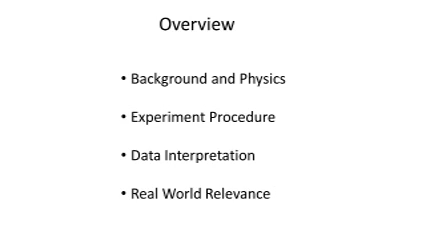 Overview
• Background and Physics
• Experiment Procedure
• Data Interpretation
• Real World Relevance